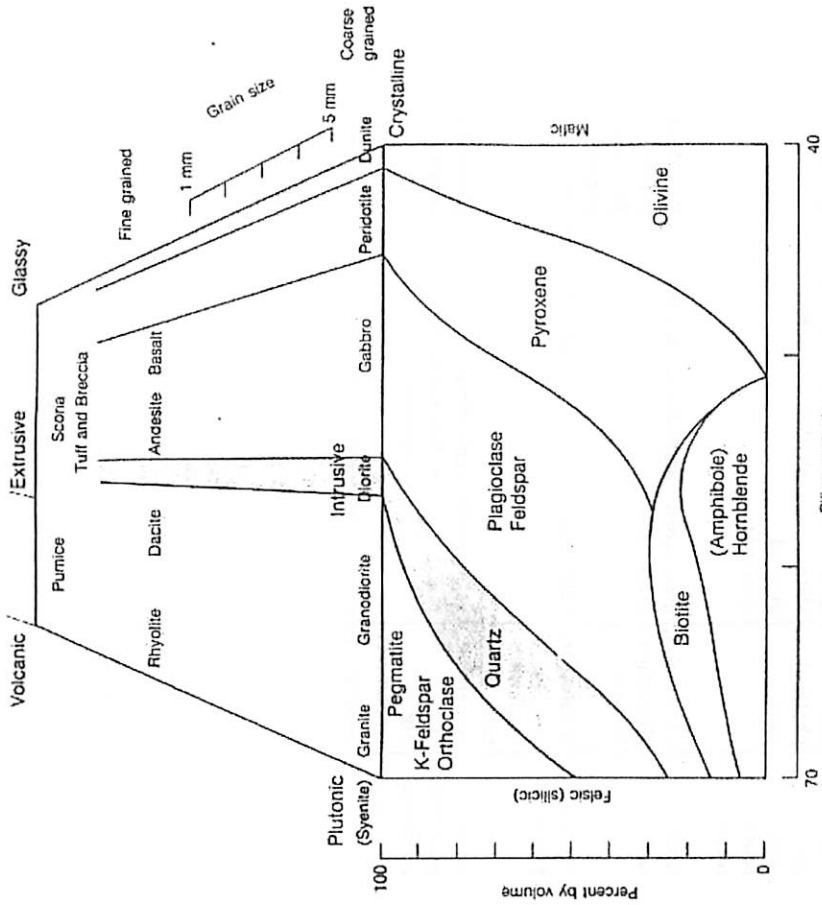 Volcanic
Extrusive
Glassy
Pumice
Scona
Tuff and Breccia
Fine grained
Grain size
1 mm
5 mm
Coarse
grained
Rhyolite
Dacite
Andesite
Basalt
Plutonic
(Syenite)
Intrusive
Crystalline
Granite
Granodiorite
Diorite
Gabbro
Peridotite
Dunite
Pegmatite
K-Feldspar
Orthoclase
Quartz
Plagioclase
Feldspar
Pyroxene
Olivine
Biotite
(Amphibole)
Hornblende
Felsic (silicic)
Mafic
Percent by volume
100
0
70
40